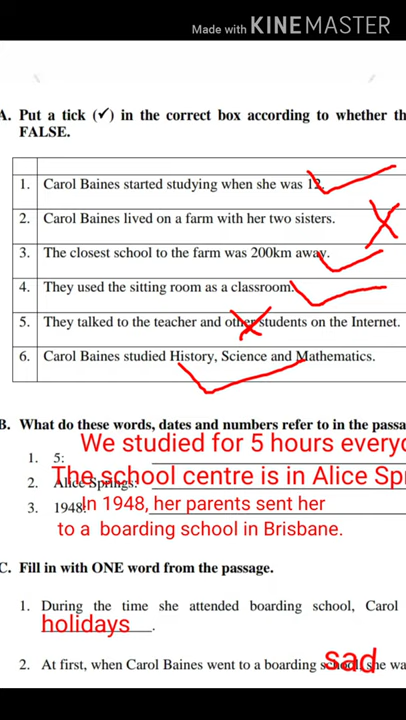 Made with KINEMASTER
A. Put a tick (✓) in the correct box according to whether th
FALSE.
1. Carol Baines started studying when she was 12.
2. Carol Baines lived on a farm with her two sisters.
3. The closest school to the farm was 200km away.
4. They used the sitting room as a classroom.
5. They talked to the teacher and other students on the Internet.
6. Carol Baines studied History, Science and Mathematics.
B. What do these words, dates and numbers refer to in the passa
We studied for 5 hours everyd
1. 5:
The school centre is in Alice Spr
2. Alice Springs:
In 1948, her parents sent her
3. 1948:
to a boarding school in Brisbane.
C. Fill in with ONE word from the passage.
1. During the time she attended boarding school, Carol
holidays.
sad
2. At first, when Carol Baines went to a boarding school, she wa